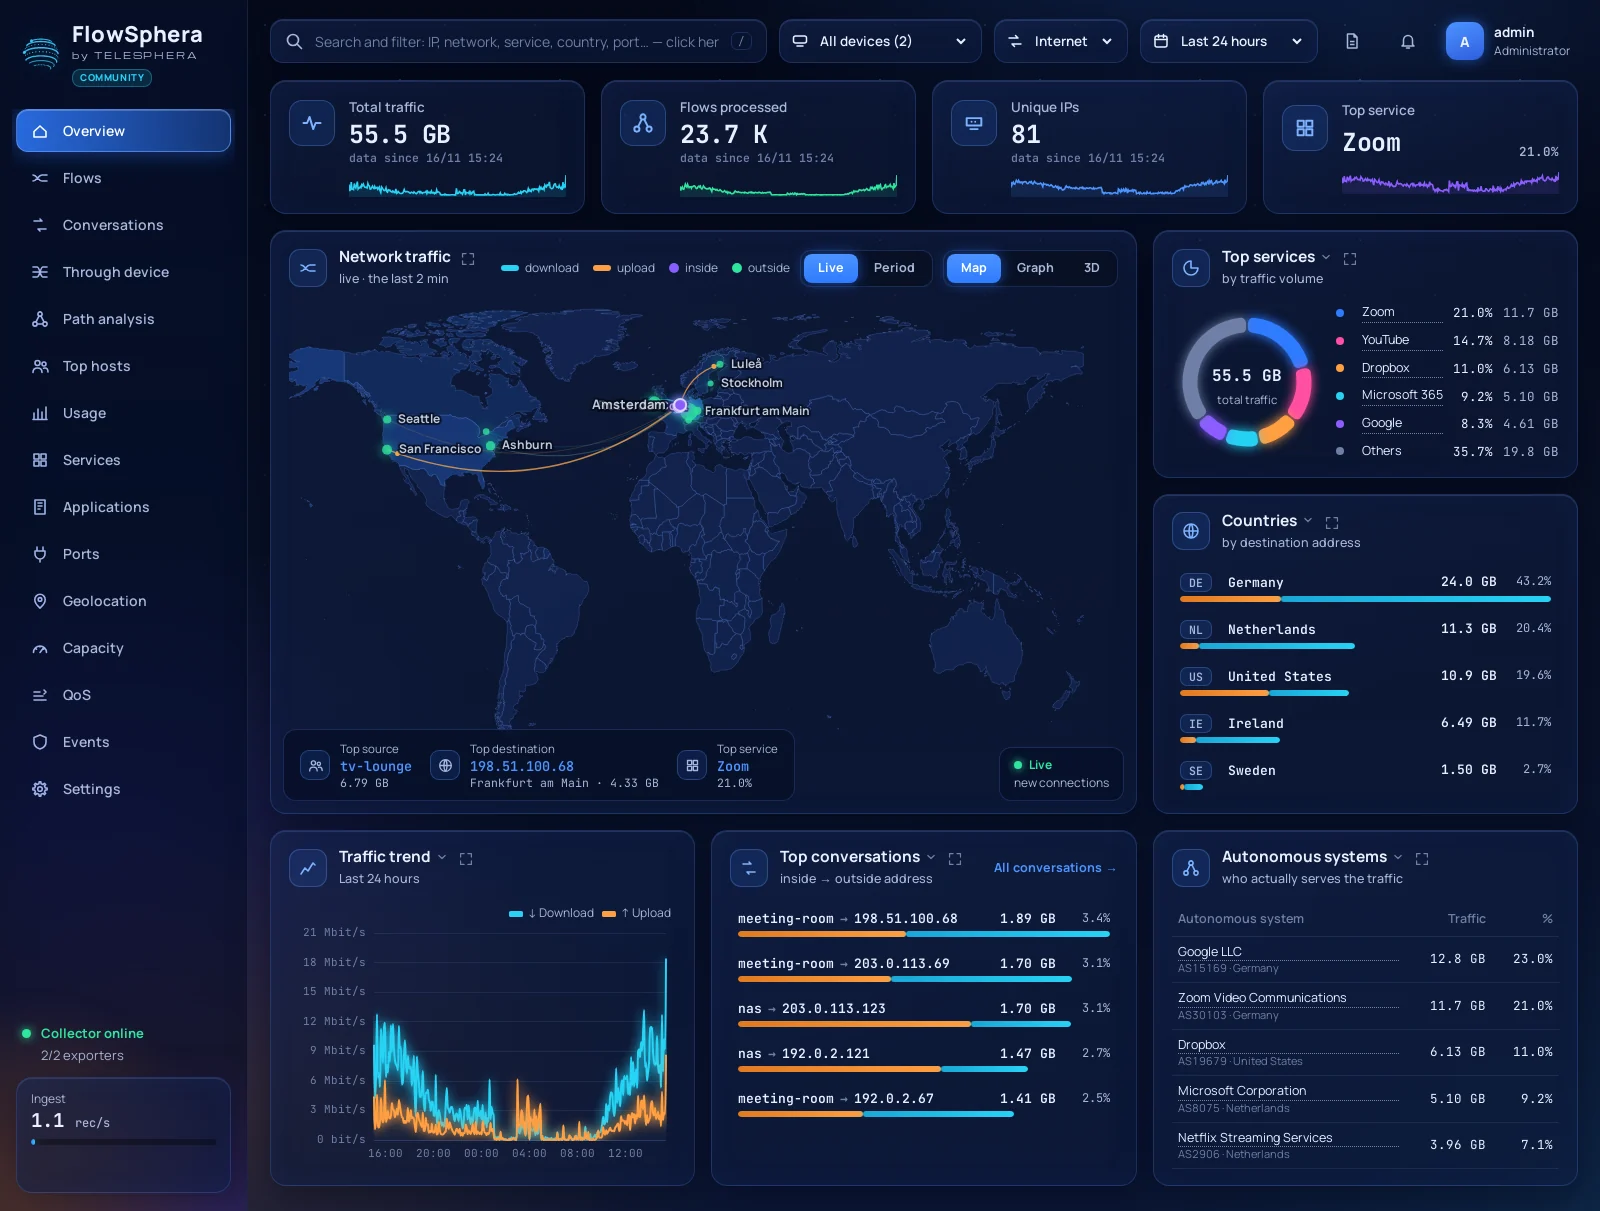 FlowSphera
by TELESPHERA
COMMUNITY
Overview
Flows
Conversations
Through device
Path analysis
Top hosts
Usage
Services
Applications
Ports
Geolocation
Capacity
QoS
Events
Settings
Collector online
2/2 exporters
Ingest
1.1 rec/s
Search and filter: IP, network, service, country, port... — click her /
All devices (2)
Internet
Last 24 hours
A
admin
Administrator
Total traffic
55.5 GB
data since 16/11 15:24
Flows processed
23.7 K
data since 16/11 15:24
Unique IPs
81
data since 16/11 15:24
Top service
Zoom
21.0%
Network traffic
live · the last 2 min
download upload inside outside
Live Period
Map Graph 3D
Luleå
Stockholm
Amsterdam
Frankfurt am Main
Seattle
San Francisco
Ashburn
Top source
tv-lounge
6.79 GB
Top destination
198.51.100.68
Frankfurt am Main · 4.33 GB
Top service
Zoom
21.0%
Live
new connections
Top services
by traffic volume
55.5 GB
total traffic
Zoom 21.0% 11.7 GB
YouTube 14.7% 8.18 GB
Dropbox 11.0% 6.13 GB
Microsoft 365 9.2% 5.10 GB
Google 8.3% 4.61 GB
Others 35.7% 19.8 GB
Countries
by destination address
DE Germany 24.0 GB 43.2%
NL Netherlands 11.3 GB 20.4%
US United States 10.9 GB 19.6%
IE Ireland 6.49 GB 11.7%
SE Sweden 1.50 GB 2.7%
Traffic trend
Last 24 hours
↓ Download ↑ Upload
21 Mbit/s
18 Mbit/s
15 Mbit/s
12 Mbit/s
9 Mbit/s
6 Mbit/s
3 Mbit/s
0 bit/s
16:00 20:00 00:00 04:00 08:00 12:00
Top conversations
inside → outside address
All conversations →
meeting-room → 198.51.100.68 1.89 GB 3.4%
meeting-room → 203.0.113.69 1.70 GB 3.1%
nas → 203.0.113.123 1.70 GB 3.1%
nas → 192.0.2.121 1.47 GB 2.7%
meeting-room → 192.0.2.67 1.41 GB 2.5%
Autonomous systems
who actually serves the traffic
Autonomous system Traffic %
Google LLC 12.8 GB 23.0%
AS15169 · Germany
Zoom Video Communications 11.7 GB 21.0%
AS30103 · Germany
Dropbox 6.13 GB 11.0%
AS19679 · United States
Microsoft Corporation 5.10 GB 9.2%
AS8075 · Netherlands
Netflix Streaming Services 3.96 GB 7.1%
AS2906 · Netherlands